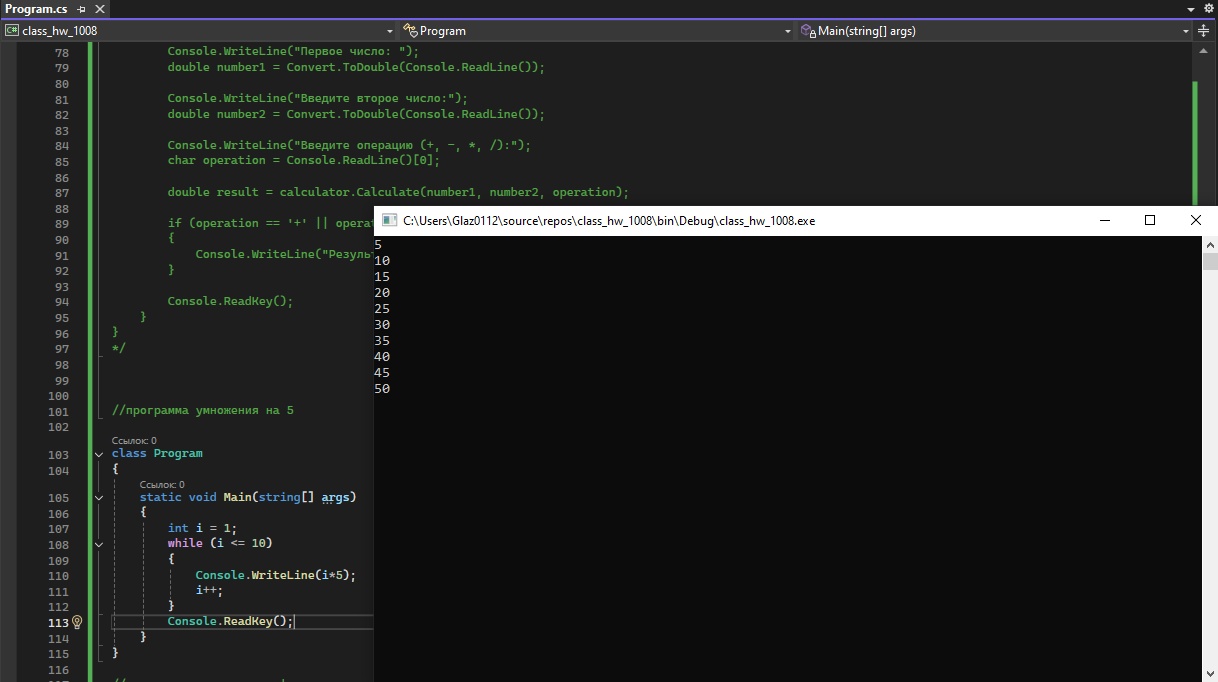 Program.cs
class_hw_1008 Program Main(string[] args)
78 Console.WriteLine("Первое число: ");
79 double number1 = Convert.ToDouble(Console.ReadLine());
80
81 Console.WriteLine("Введите второе число:");
82 double number2 = Convert.ToDouble(Console.ReadLine());
83
84 Console.WriteLine("Введите операцию (+, -, *, /):");
85 char operation = Console.ReadLine()[0];
86
87 double result = calculator.Calculate(number1, number2, operation);
88
89 if (operation == '+' || operat
90 {
91 Console.WriteLine("Резуль
92 }
93
94 Console.ReadKey();
95 }
96 }
97 */
98
99
100
101 //программа умножения на 5
102
Ссылок: 0
103 class Program
104 {
Ссылок: 0
105 static void Main(string[] args)
106 {
107 int i = 1;
108 while (i <= 10)
109 {
110 Console.WriteLine(i*5);
111 i++;
112 }
113 Console.ReadKey();
114 }
115 }
116
C:\Users\Glaz0112\source\repos\class_hw_1008\bin\Debug\class_hw_1008.exe
5
10
15
20
25
30
35
40
45
50